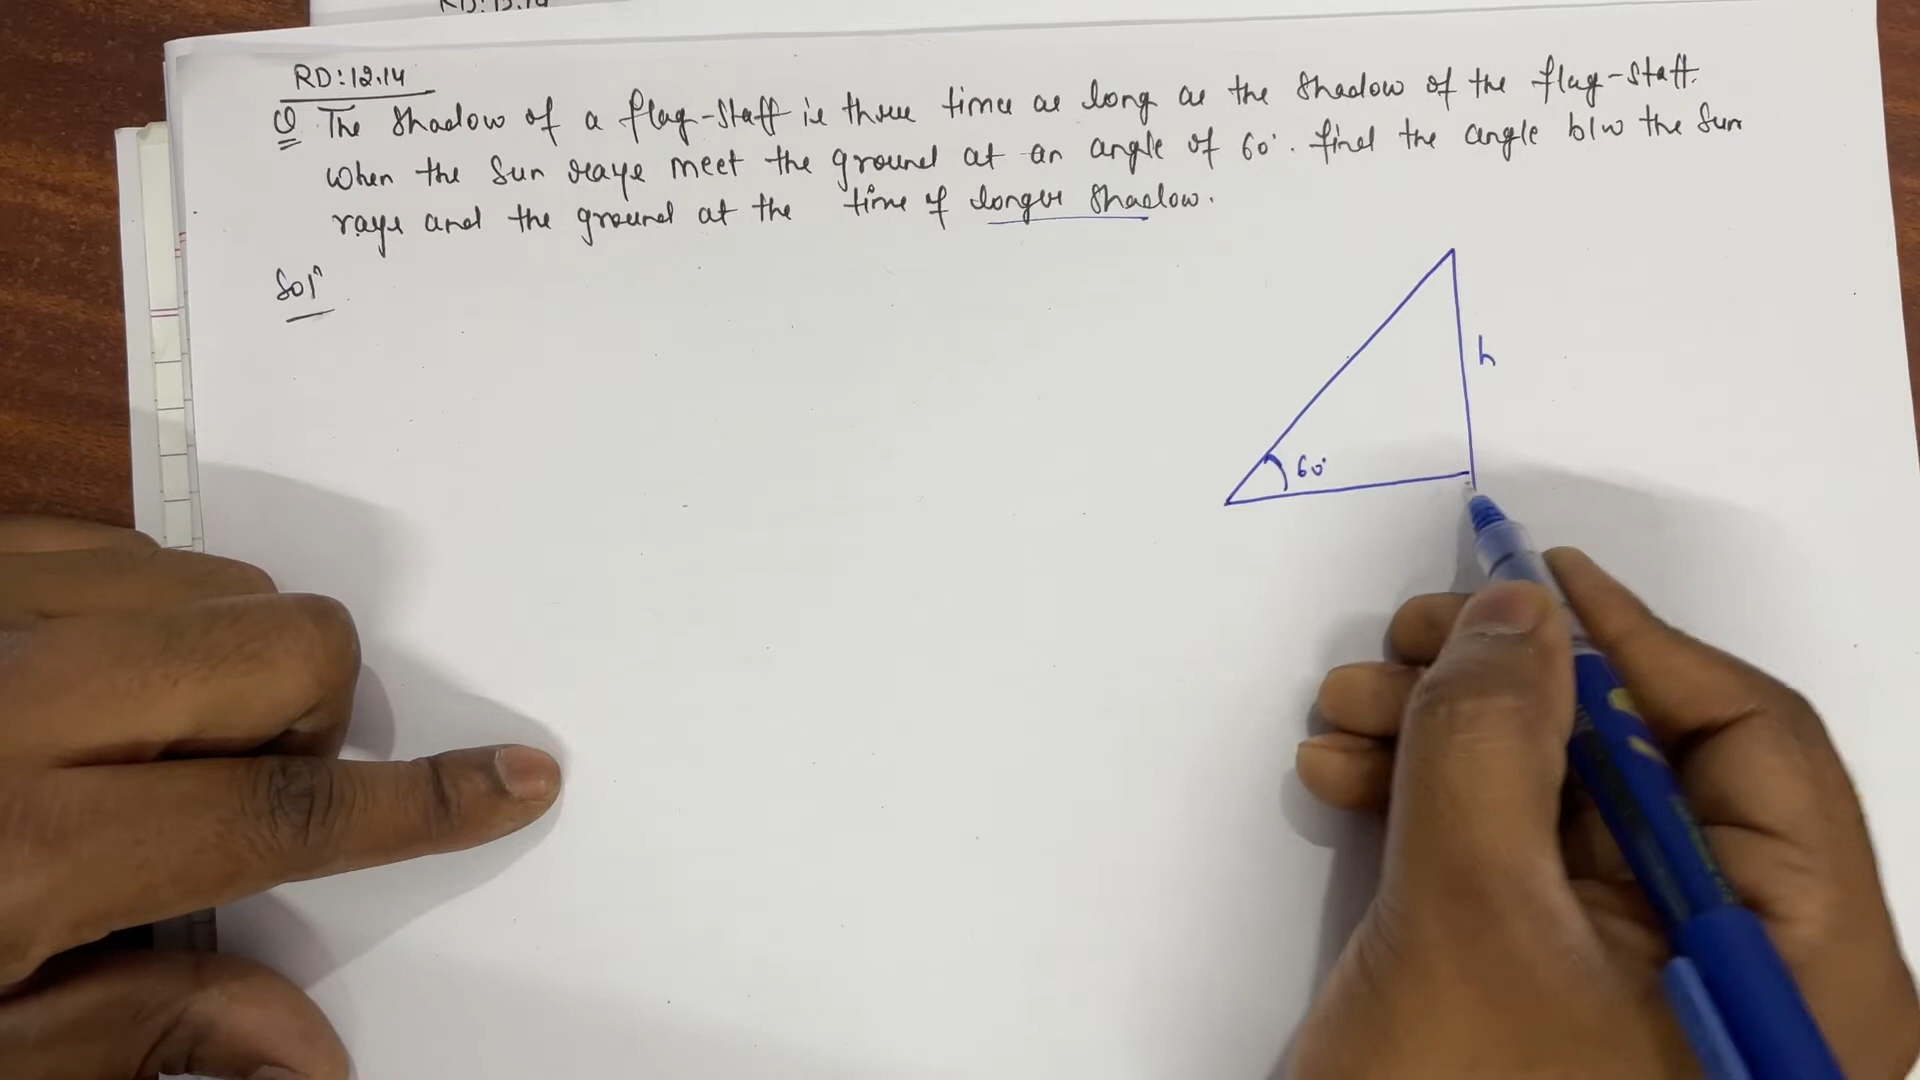 RD:12.14
Q The Shadow of a flag-staff is three time as long as the shadow of the flag-staff.
When the Sun rays meet the ground at an angle of 60°. find the angle b/w the Sun
rays and the ground at the time of longer Shadow.
Solⁿ
h
60°